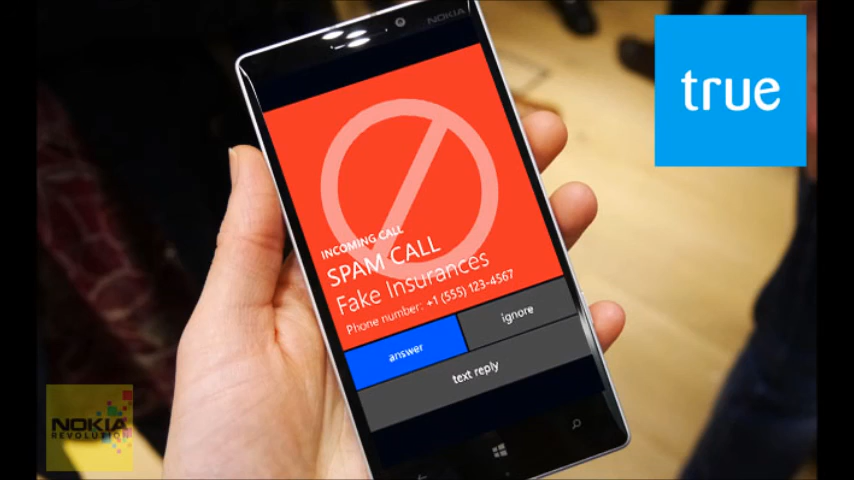 NOKIA
true
INCOMING CALL
SPAM CALL
Fake Insurances
Phone number: +1 (555) 123-4567
answer
ignore
text reply
NOKIA
REVOLUTION